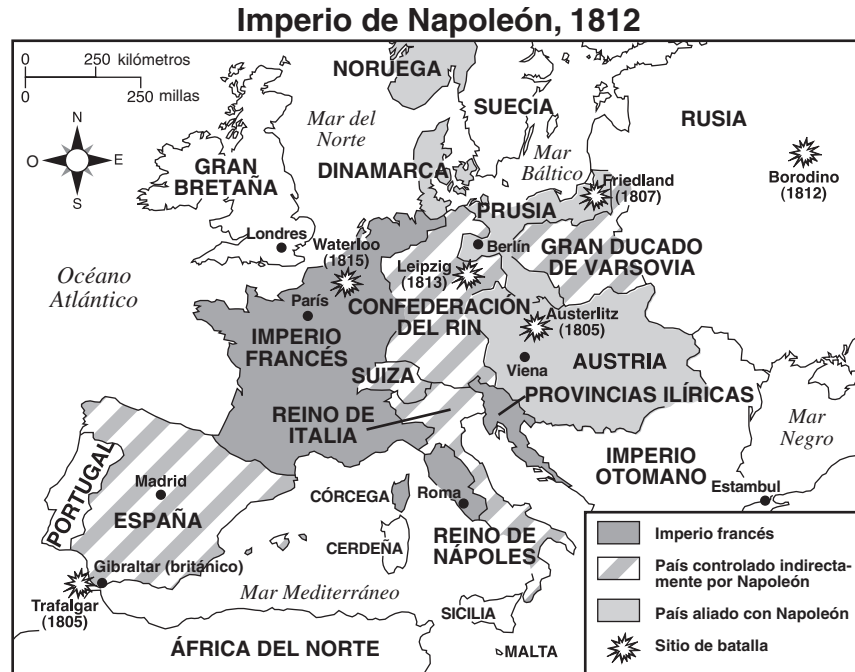 Imperio de Napoleón, 1812
0 250 kilómetros
0 250 millas
N
O E
S
NORUEGA
SUECIA
RUSIA
Mar del
Norte
GRAN
BRETAÑA
DINAMARCA
Mar
Báltico
Friedland
(1807)
Borodino
(1812)
PRUSIA
Londres
Waterloo
(1815)
Berlín
Leipzig
(1813)
GRAN DUCADO
DE VARSOVIA
Océano
Atlántico
París
CONFEDERACIÓN
DEL RIN
Austerlitz
(1805)
IMPERIO
FRANCÉS
SUIZA
Viena
AUSTRIA
PROVINCIAS ILÍRICAS
REINO DE
ITALIA
Mar
Negro
IMPERIO
OTOMANO
PORTUGAL
Madrid
ESPAÑA
CÓRCEGA
Roma
Estambul
CERDEÑA
REINO DE
NÁPOLES
Gibraltar (británico)
Trafalgar
(1805)
Mar Mediterráneo
SICILIA
MALTA
ÁFRICA DEL NORTE
Imperio francés
País controlado indirecta-
mente por Napoleón
País aliado con Napoleón
Sitio de batalla